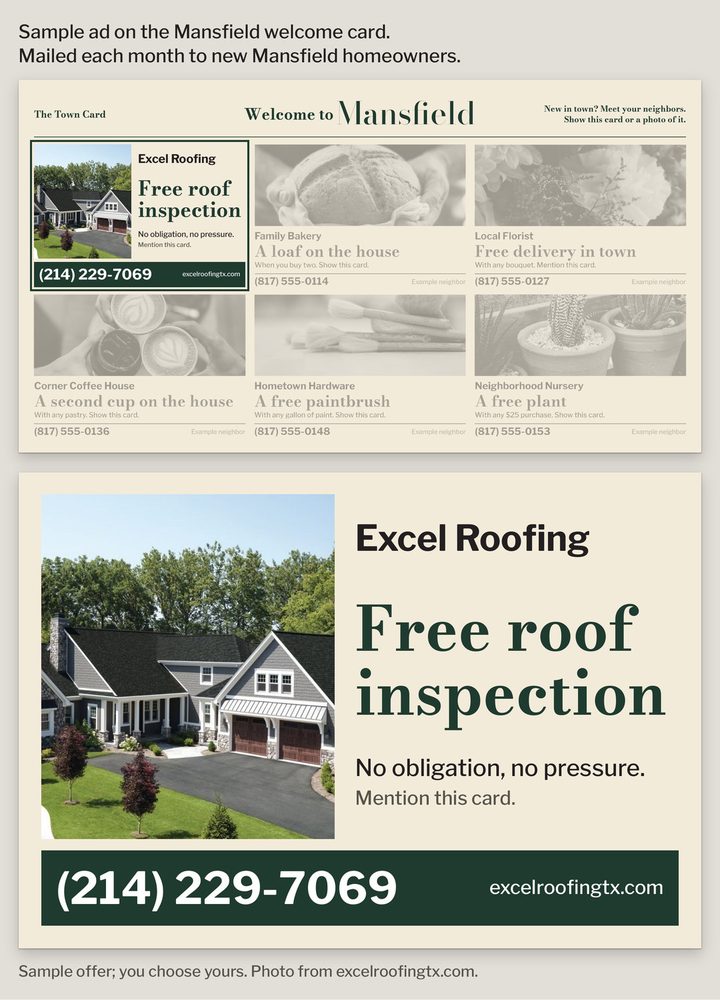 Sample ad on the Mansfield welcome card.
Mailed each month to new Mansfield homeowners.
The Town Card
Welcome to Mansfield
New in town? Meet your neighbors.
Show this card or a photo of it.
Excel Roofing
Free roof
inspection
No obligation, no pressure.
Mention this card.
(214) 229-7069
excelroofingtx.com
Family Bakery
A loaf on the house
When you buy two. Show this card.
(817) 555-0114
Example neighbor
Local Florist
Free delivery in town
With any bouquet. Mention this card.
(817) 555-0127
Example neighbor
Corner Coffee House
A second cup on the house
With any pastry. Show this card.
(817) 555-0136
Example neighbor
Hometown Hardware
A free paintbrush
With any gallon of paint. Show this card.
(817) 555-0148
Example neighbor
Neighborhood Nursery
A free plant
With any $25 purchase. Show this card.
(817) 555-0153
Example neighbor
Excel Roofing
Free roof
inspection
No obligation, no pressure.
Mention this card.
(214) 229-7069
excelroofingtx.com
Sample offer; you choose yours. Photo from excelroofingtx.com.